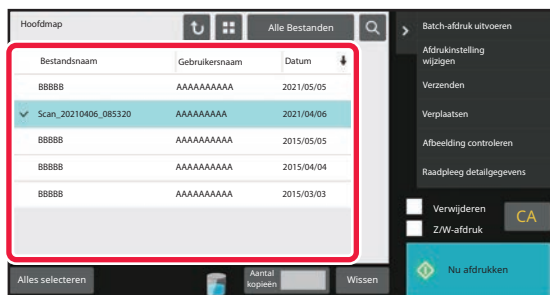 Hoofdmap
Alle Bestanden
Bestandsnaam Gebruikersnaam Datum
BBBBB AAAAAAAAAA 2021/05/05
Scan_20210406_085320 AAAAAAAAA 2021/04/06
BBBBB AAAAAAAAAA 2015/05/05
BBBBB AAAAAAAAAA 2015/04/04
BBBBB AAAAAAAAAA 2015/03/03
Alles selecteren
Aantal
kopieën
Wissen
Batch-afdruk uitvoeren
Afdrukinstelling
wijzigen
Verzenden
Verplaatsen
Afbeelding controleren
Raadpleeg detailgegevens
Verwijderen
Z/W-afdruk
CA
Nu afdrukken